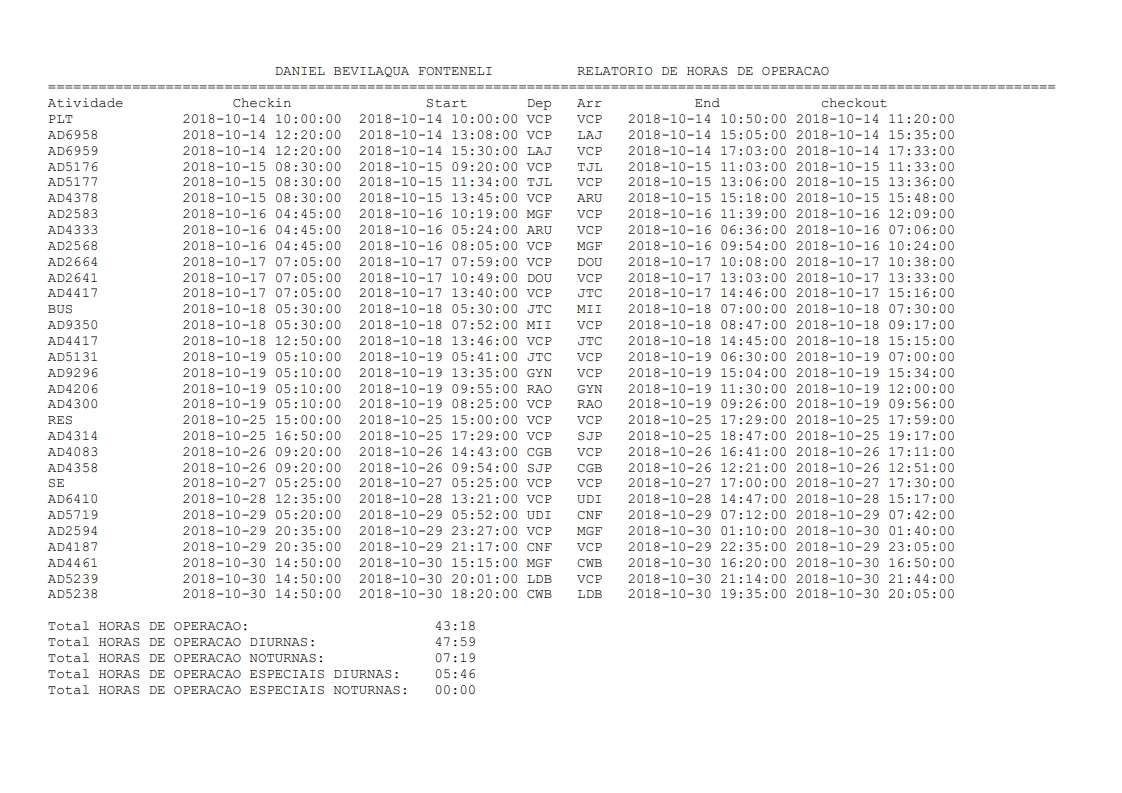 DANIEL BEVILAQUA FONTENELI RELATORIO DE HORAS DE OPERACAO
========================================================================================================================
Atividade Checkin Start Dep Arr End checkout
PLT 2018-10-14 10:00:00 2018-10-14 10:00:00 VCP VCP 2018-10-14 10:50:00 2018-10-14 11:20:00
AD6958 2018-10-14 12:20:00 2018-10-14 13:08:00 VCP LAJ 2018-10-14 15:05:00 2018-10-14 15:35:00
AD6959 2018-10-14 12:20:00 2018-10-14 15:30:00 LAJ VCP 2018-10-14 17:03:00 2018-10-14 17:33:00
AD5176 2018-10-15 08:30:00 2018-10-15 09:20:00 VCP TJL 2018-10-15 11:03:00 2018-10-15 11:33:00
AD5177 2018-10-15 08:30:00 2018-10-15 11:34:00 TJL VCP 2018-10-15 13:06:00 2018-10-15 13:36:00
AD4378 2018-10-15 08:30:00 2018-10-15 13:45:00 VCP ARU 2018-10-15 15:18:00 2018-10-15 15:48:00
AD2583 2018-10-16 04:45:00 2018-10-16 10:19:00 MGF VCP 2018-10-16 11:39:00 2018-10-16 12:09:00
AD4333 2018-10-16 04:45:00 2018-10-16 05:24:00 ARU VCP 2018-10-16 06:36:00 2018-10-16 07:06:00
AD2568 2018-10-16 04:45:00 2018-10-16 08:05:00 VCP MGF 2018-10-16 09:54:00 2018-10-16 10:24:00
AD2664 2018-10-17 07:05:00 2018-10-17 07:59:00 VCP DOU 2018-10-17 10:08:00 2018-10-17 10:38:00
AD2641 2018-10-17 07:05:00 2018-10-17 10:49:00 DOU VCP 2018-10-17 13:03:00 2018-10-17 13:33:00
AD4417 2018-10-17 07:05:00 2018-10-17 13:40:00 VCP JTC 2018-10-17 14:46:00 2018-10-17 15:16:00
BUS 2018-10-18 05:30:00 2018-10-18 05:30:00 JTC MII 2018-10-18 07:00:00 2018-10-18 07:30:00
AD9350 2018-10-18 05:30:00 2018-10-18 07:52:00 MII VCP 2018-10-18 08:47:00 2018-10-18 09:17:00
AD4417 2018-10-18 12:50:00 2018-10-18 13:46:00 VCP JTC 2018-10-18 14:45:00 2018-10-18 15:15:00
AD5131 2018-10-19 05:10:00 2018-10-19 05:41:00 JTC VCP 2018-10-19 06:30:00 2018-10-19 07:00:00
AD9296 2018-10-19 05:10:00 2018-10-19 13:35:00 GYN VCP 2018-10-19 15:04:00 2018-10-19 15:34:00
AD4206 2018-10-19 05:10:00 2018-10-19 09:55:00 RAO GYN 2018-10-19 11:30:00 2018-10-19 12:00:00
AD4300 2018-10-19 05:10:00 2018-10-19 08:25:00 VCP RAO 2018-10-19 09:26:00 2018-10-19 09:56:00
RES 2018-10-25 15:00:00 2018-10-25 15:00:00 VCP VCP 2018-10-25 17:29:00 2018-10-25 17:59:00
AD4314 2018-10-25 16:50:00 2018-10-25 17:29:00 VCP SJP 2018-10-25 18:47:00 2018-10-25 19:17:00
AD4083 2018-10-26 09:20:00 2018-10-26 14:43:00 CGB VCP 2018-10-26 16:41:00 2018-10-26 17:11:00
AD4358 2018-10-26 09:20:00 2018-10-26 09:54:00 SJP CGB 2018-10-26 12:21:00 2018-10-26 12:51:00
SE 2018-10-27 05:25:00 2018-10-27 05:25:00 VCP VCP 2018-10-27 17:00:00 2018-10-27 17:30:00
AD6410 2018-10-28 12:35:00 2018-10-28 13:21:00 VCP UDI 2018-10-28 14:47:00 2018-10-28 15:17:00
AD5719 2018-10-29 05:20:00 2018-10-29 05:52:00 UDI CNF 2018-10-29 07:12:00 2018-10-29 07:42:00
AD2594 2018-10-29 20:35:00 2018-10-29 23:27:00 VCP MGF 2018-10-30 01:10:00 2018-10-30 01:40:00
AD4187 2018-10-29 20:35:00 2018-10-29 21:17:00 CNF VCP 2018-10-29 22:35:00 2018-10-29 23:05:00
AD4461 2018-10-30 14:50:00 2018-10-30 15:15:00 MGF CWB 2018-10-30 16:20:00 2018-10-30 16:50:00
AD5239 2018-10-30 14:50:00 2018-10-30 20:01:00 LDB VCP 2018-10-30 21:14:00 2018-10-30 21:44:00
AD5238 2018-10-30 14:50:00 2018-10-30 18:20:00 CWB LDB 2018-10-30 19:35:00 2018-10-30 20:05:00
Total HORAS DE OPERACAO: 43:18
Total HORAS DE OPERACAO DIURNAS: 47:59
Total HORAS DE OPERACAO NOTURNAS: 07:19
Total HORAS DE OPERACAO ESPECIAIS DIURNAS: 05:46
Total HORAS DE OPERACAO ESPECIAIS NOTURNAS: 00:00